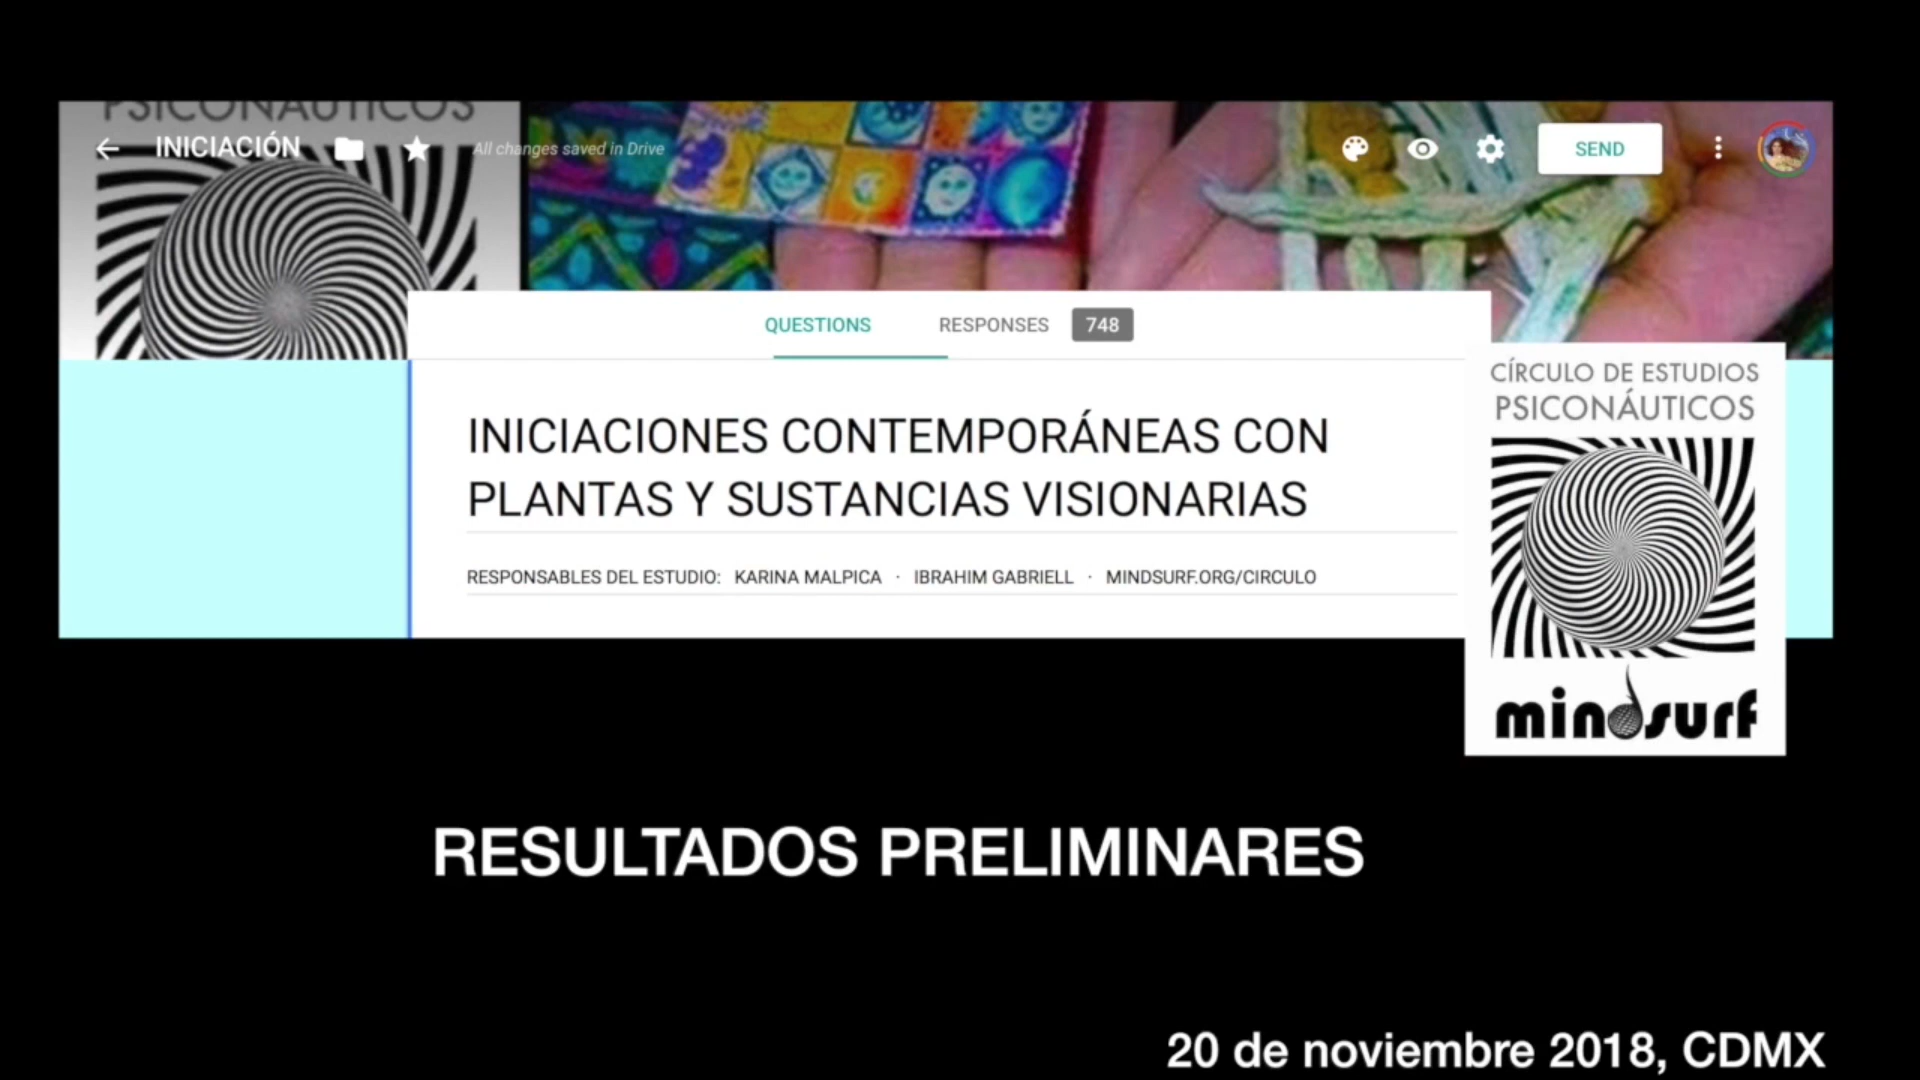 PSICONÁUTICOS
INICIACIÓN
All changes saved in Drive
SEND
QUESTIONS
RESPONSES
748
INICIACIONES CONTEMPORÁNEAS CON
PLANTAS Y SUSTANCIAS VISIONARIAS
RESPONSABLES DEL ESTUDIO: KARINA MALPICA · IBRAHIM GABRIELL · MINDSURF.ORG/CIRCULO
CÍRCULO DE ESTUDIOS
PSICONÁUTICOS
mindsurf
RESULTADOS PRELIMINARES
20 de noviembre 2018, CDMX